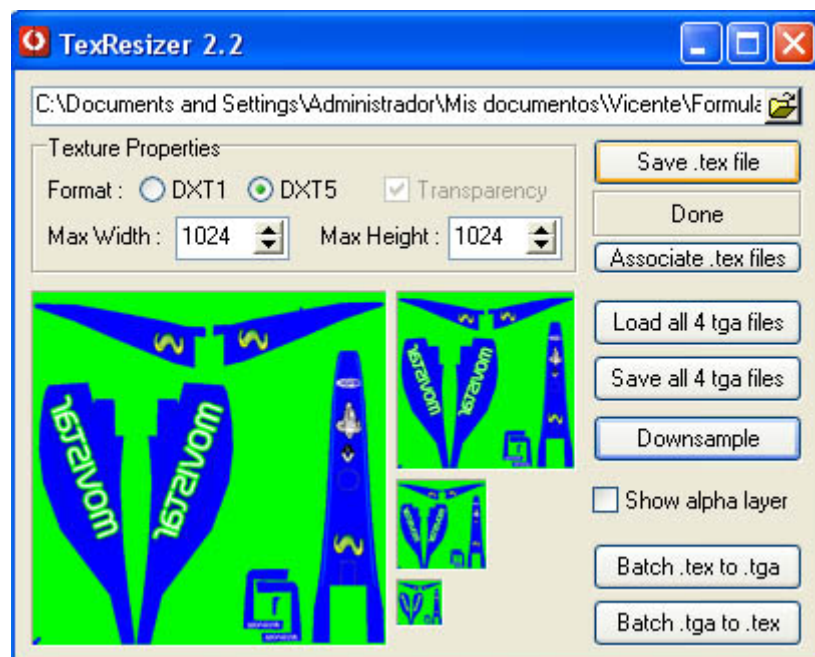 TexResizer 2.2
C:\Documents and Settings\Administrador\Mis documentos\Vicente\Formula
Texture Properties
Format : DXT1 DXT5 Transparency
Max Width : 1024 Max Height : 1024
Save .tex file
Done
Associate .tex files
Load all 4 tga files
Save all 4 tga files
Downsample
Show alpha layer
Batch .tex to .tga
Batch .tga to .tex
movistar
movistar
movistar
movistar